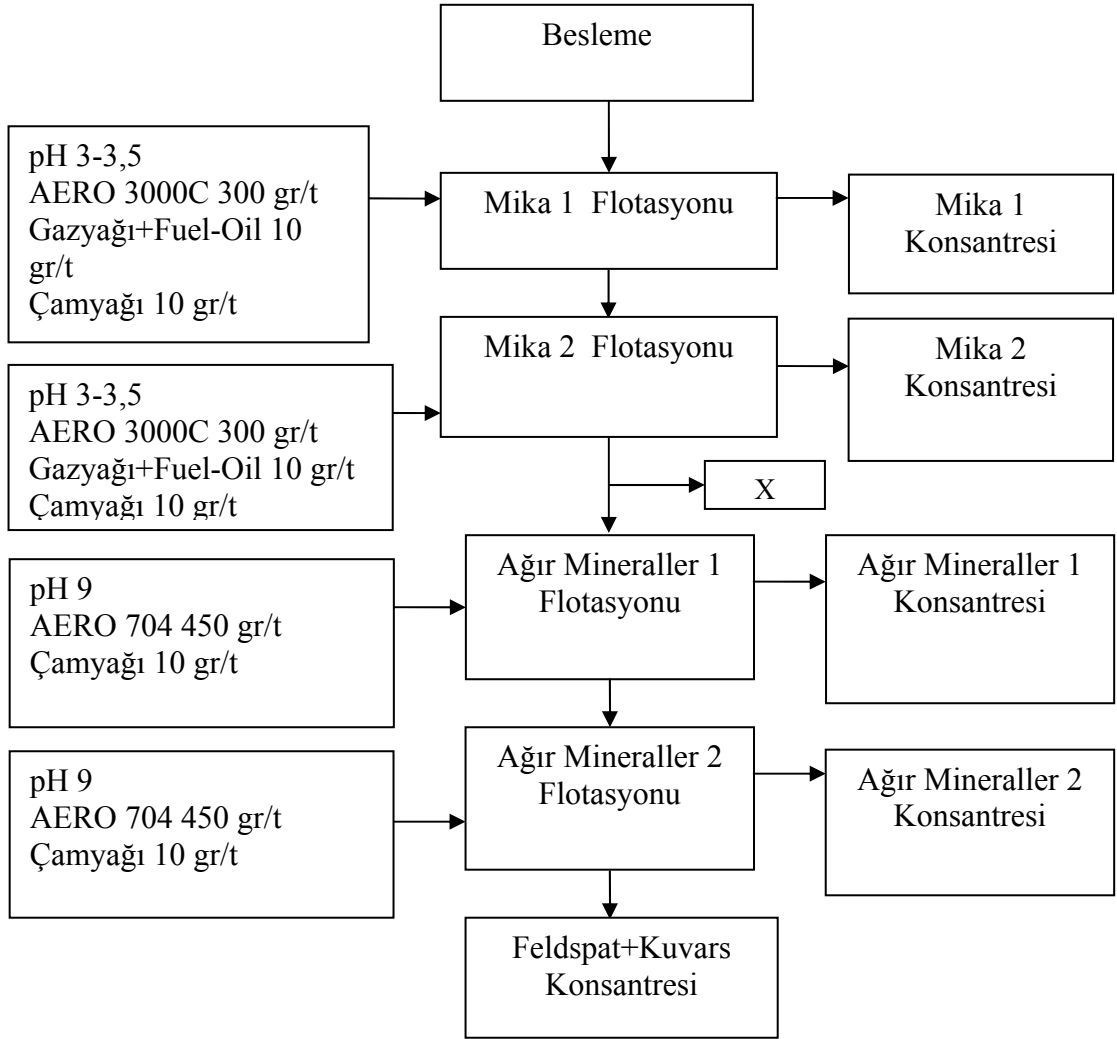 Besleme
pH 3-3,5
AERO 3000C 300 gr/t
Gazyağı+Fuel-Oil 10
gr/t
Çamyağı 10 gr/t
Mika 1 Flotasyonu
Mika 1
Konsantresi
pH 3-3,5
AERO 3000C 300 gr/t
Gazyağı+Fuel-Oil 10 gr/t
Çamyağı 10 gr/t
Mika 2 Flotasyonu
Mika 2
Konsantresi
X
pH 9
AERO 704 450 gr/t
Çamyağı 10 gr/t
Ağır Mineraller 1
Flotasyonu
Ağır Mineraller 1
Konsantresi
pH 9
AERO 704 450 gr/t
Çamyağı 10 gr/t
Ağır Mineraller 2
Flotasyonu
Ağır Mineraller 2
Konsantresi
Feldspat+Kuvars
Konsantresi